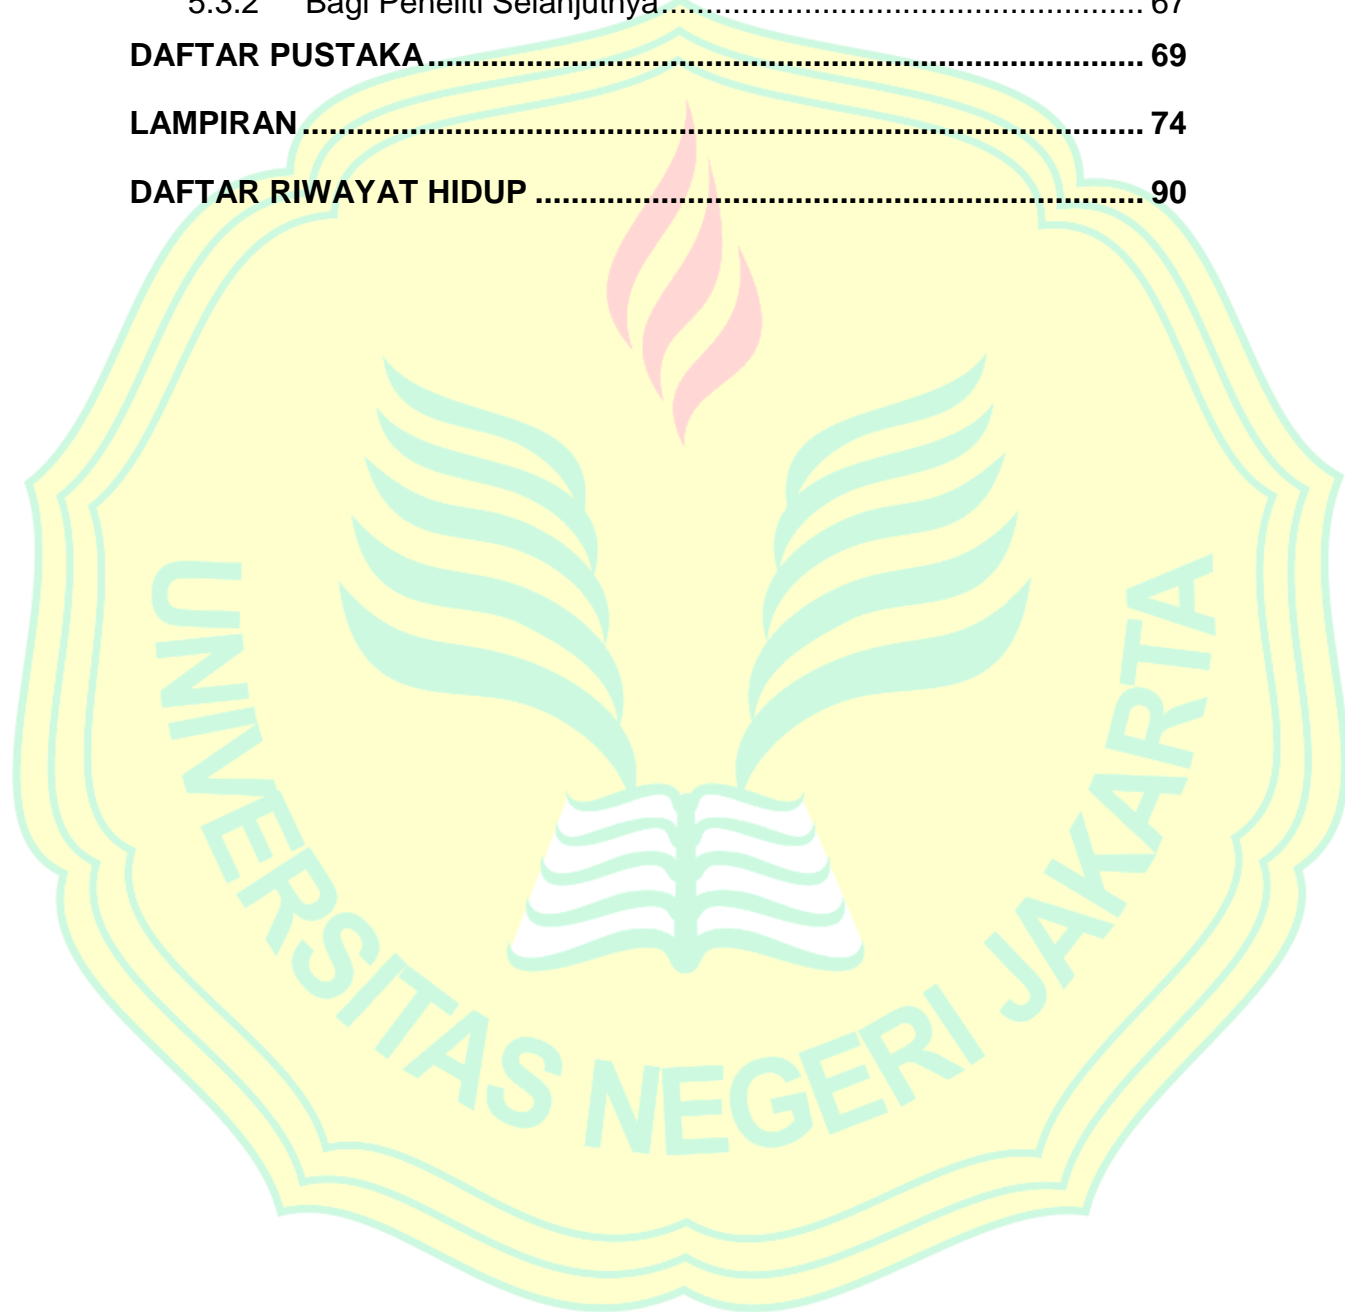 5.3.2 Bagi Peneliti Selanjutnya........................................................ 67
DAFTAR PUSTAKA................................................................................ 69
LAMPIRAN............................................................................................... 74
DAFTAR RIWAYAT HIDUP .................................................................... 90
UNIVERSITAS NEGERI JAKARTA